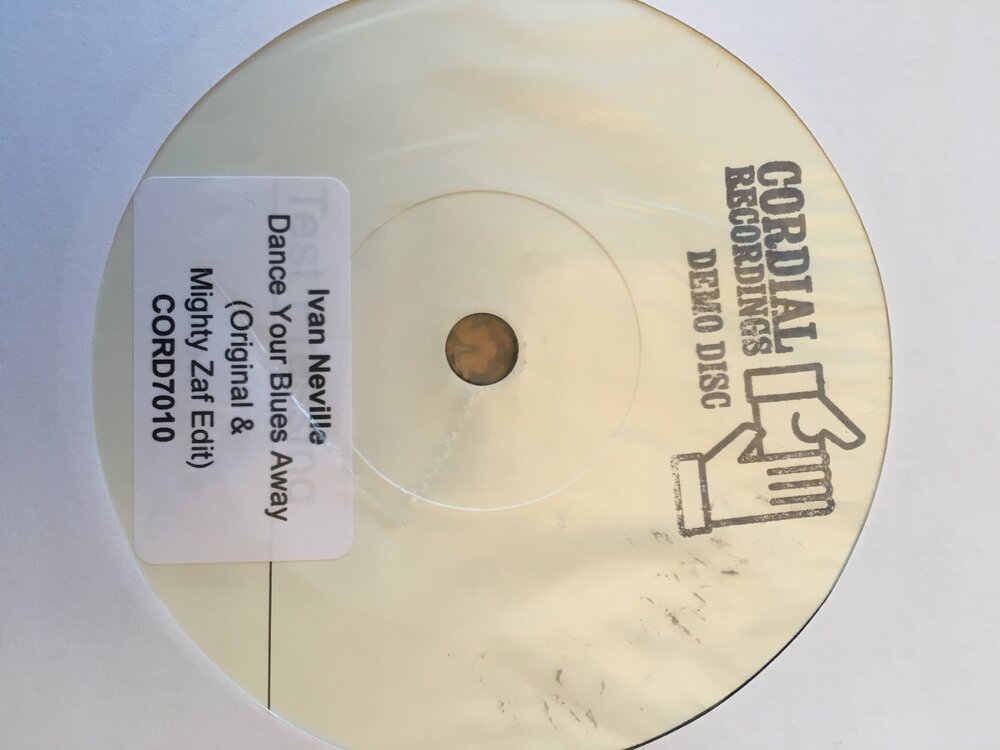 CORDIAL
RECORDINGS
DEMO DISC
Ivan Neville
Dance Your Blues Away
(Original &
Mighty Zaf Edit)
CORD7010